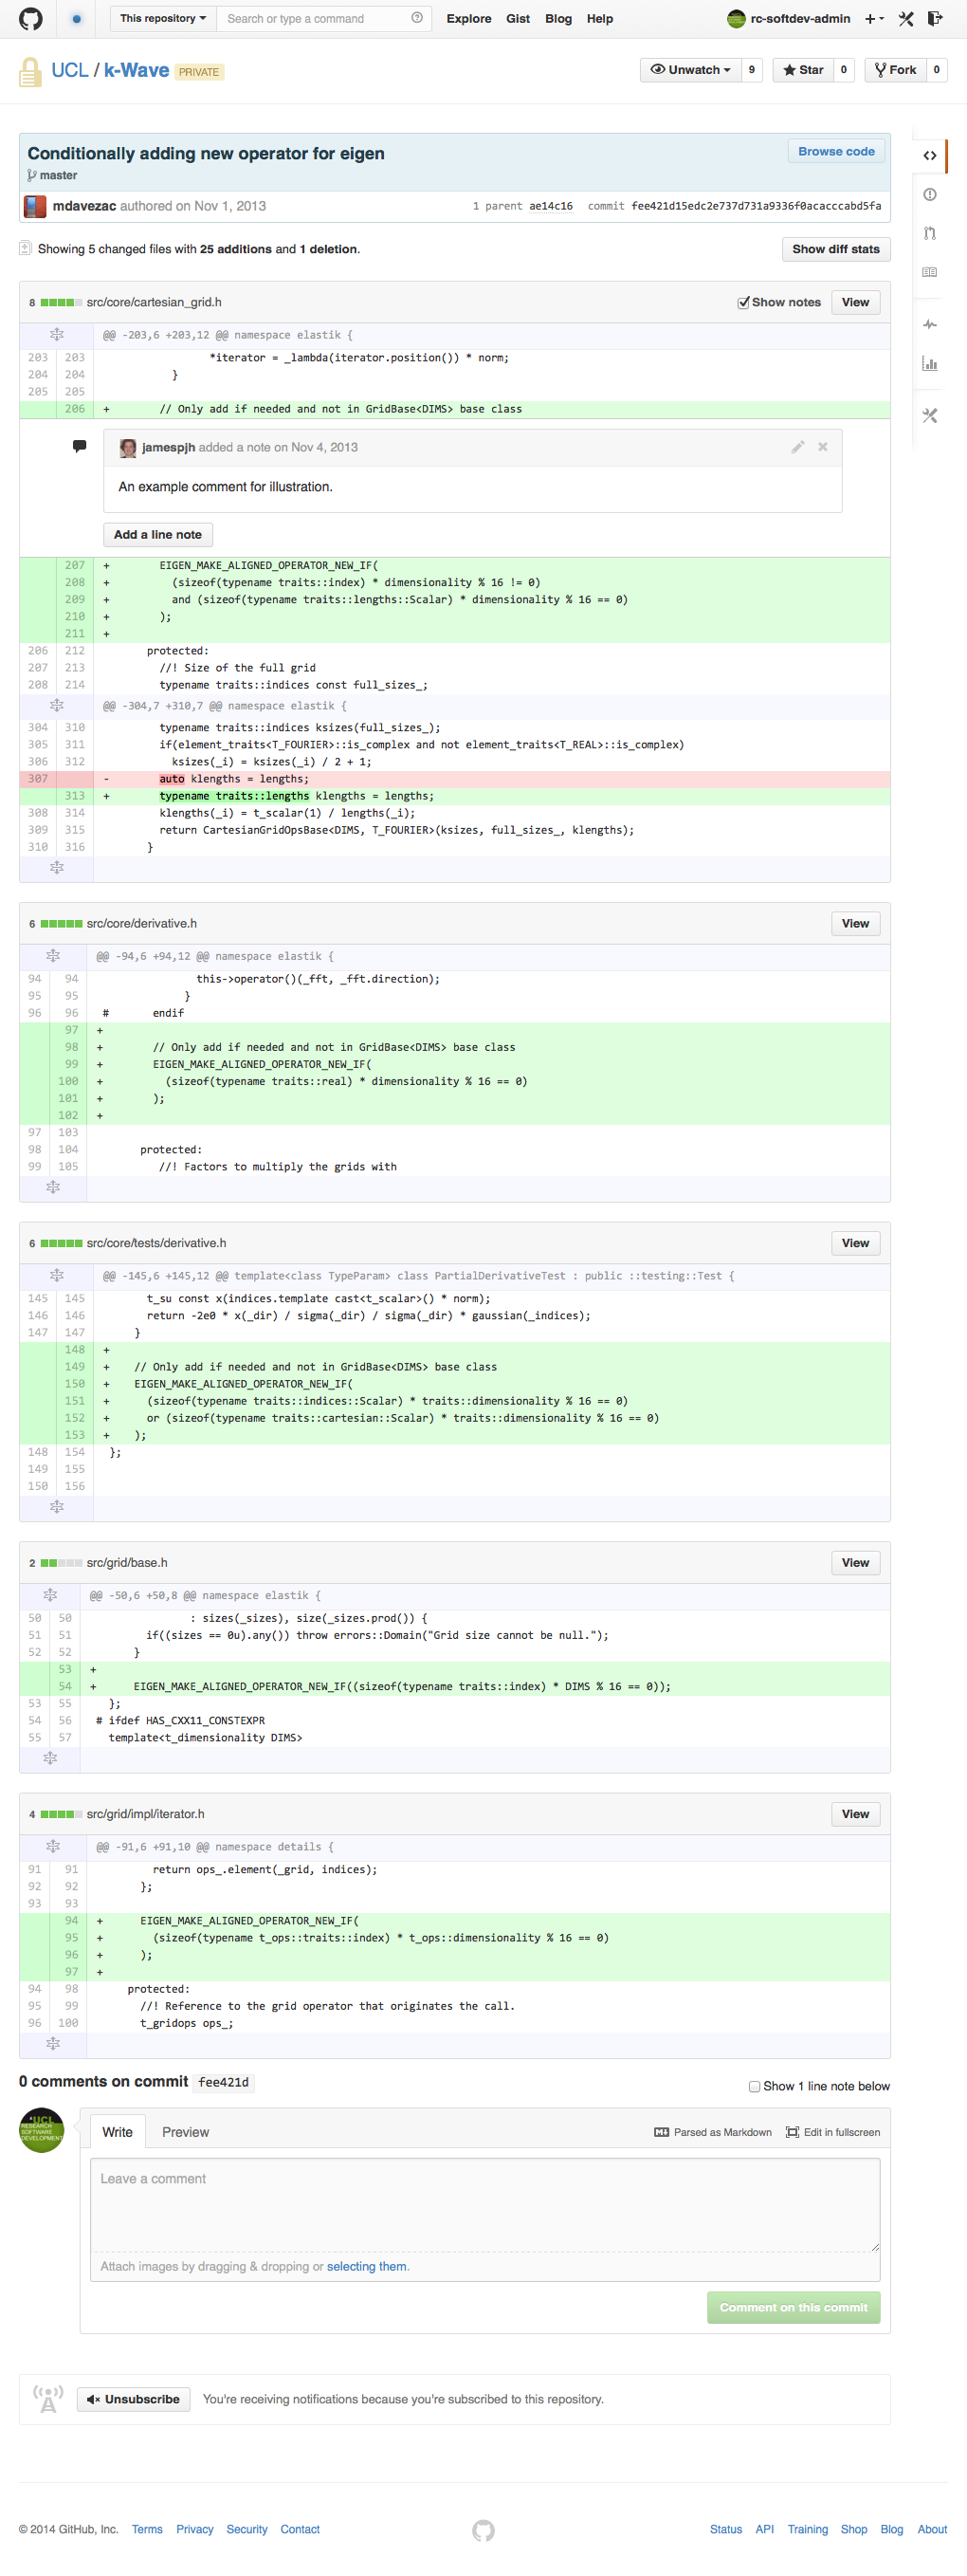 This repository Search or type a command Explore Gist Blog Help rc-softdev-admin
UCL / k-Wave PRIVATE Unwatch 9 Star 0 Fork 0
Conditionally adding new operator for eigen Browse code
master
mdavezac authored on Nov 1, 2013 1 parent ae14c16 commit fee421d15edc2e737d731a9336f0acacccabd5fa
Showing 5 changed files with 25 additions and 1 deletion. Show diff stats
8 src/core/cartesian_grid.h Show notes View
@@ -203,6 +203,12 @@ namespace elastik {
203 203 *iterator = _lambda(iterator.position()) * norm;
204 204 }
205 205
206 + // Only add if needed and not in GridBase<DIMS> base class
jamespjh added a note on Nov 4, 2013
An example comment for illustration.
Add a line note
207 + EIGEN_MAKE_ALIGNED_OPERATOR_NEW_IF(
208 + (sizeof(typename traits::index) * dimensionality % 16 != 0)
209 + and (sizeof(typename traits::lengths::Scalar) * dimensionality % 16 == 0)
210 + );
211 +
206 212 protected:
207 213 //! Size of the full grid
208 214 typename traits::indices const full_sizes_;
@@ -304,7 +310,7 @@ namespace elastik {
304 310 typename traits::indices ksizes(full_sizes_);
305 311 if(element_traits<T_FOURIER>::is_complex and not element_traits<T_REAL>::is_complex)
306 312 ksizes(_i) = ksizes(_i) / 2 + 1;
307 - auto klengths = lengths;
313 + typename traits::lengths klengths = lengths;
308 314 klengths(_i) = t_scalar(1) / lengths(_i);
309 315 return CartesianGridOpsBase<DIMS, T_FOURIER>(ksizes, full_sizes_, klengths);
310 316 }
6 src/core/derivative.h View
@@ -94,6 +94,12 @@ namespace elastik {
94 94 this->operator()(_fft, _fft.direction);
95 95 }
96 96 # endif
97 +
98 + // Only add if needed and not in GridBase<DIMS> base class
99 + EIGEN_MAKE_ALIGNED_OPERATOR_NEW_IF(
100 + (sizeof(typename traits::real) * dimensionality % 16 == 0)
101 + );
102 +
97 103
98 104 protected:
99 105 //! Factors to multiply the grids with
6 src/core/tests/derivative.h View
@@ -145,6 +145,12 @@ template<class TypeParam> class PartialDerivativeTest : public ::testing::Test {
145 145 t_su const x(indices.template cast<t_scalar>() * norm);
146 146 return -2e0 * x(_dir) / sigma(_dir) / sigma(_dir) * gaussian(_indices);
147 147 }
148 +
149 + // Only add if needed and not in GridBase<DIMS> base class
150 + EIGEN_MAKE_ALIGNED_OPERATOR_NEW_IF(
151 + (sizeof(typename traits::indices::Scalar) * traits::dimensionality % 16 == 0)
152 + or (sizeof(typename traits::cartesian::Scalar) * traits::dimensionality % 16 == 0)
153 + );
148 154 };
149 155
150 156
2 src/grid/base.h View
@@ -50,6 +50,8 @@ namespace elastik {
50 50 : sizes(_sizes), size(_sizes.prod()) {
51 51 if((sizes == 0u).any()) throw errors::Domain("Grid size cannot be null.");
52 52 }
53 +
54 + EIGEN_MAKE_ALIGNED_OPERATOR_NEW_IF((sizeof(typename traits::index) * DIMS % 16 == 0));
53 55 };
54 56 # ifdef HAS_CXX11_CONSTEXPR
55 57 template<t_dimensionality DIMS>
4 src/grid/impl/iterator.h View
@@ -91,6 +91,10 @@ namespace details {
91 91 return ops_.element(_grid, indices);
92 92 };
93 93
94 + EIGEN_MAKE_ALIGNED_OPERATOR_NEW_IF(
95 + (sizeof(typename t_ops::traits::index) * t_ops::dimensionality % 16 == 0)
96 + );
97 +
94 98 protected:
95 99 //! Reference to the grid operator that originates the call.
96 100 t_gridops ops_;
0 comments on commit fee421d Show 1 line note below
UCL
RESEARCH
SOFTWARE
DEVELOPMENT
Write Preview Parsed as Markdown Edit in fullscreen
Leave a comment
Attach images by dragging & dropping or selecting them.
Comment on this commit
Unsubscribe You're receiving notifications because you're subscribed to this repository.
© 2014 GitHub, Inc. Terms Privacy Security Contact Status API Training Shop Blog About